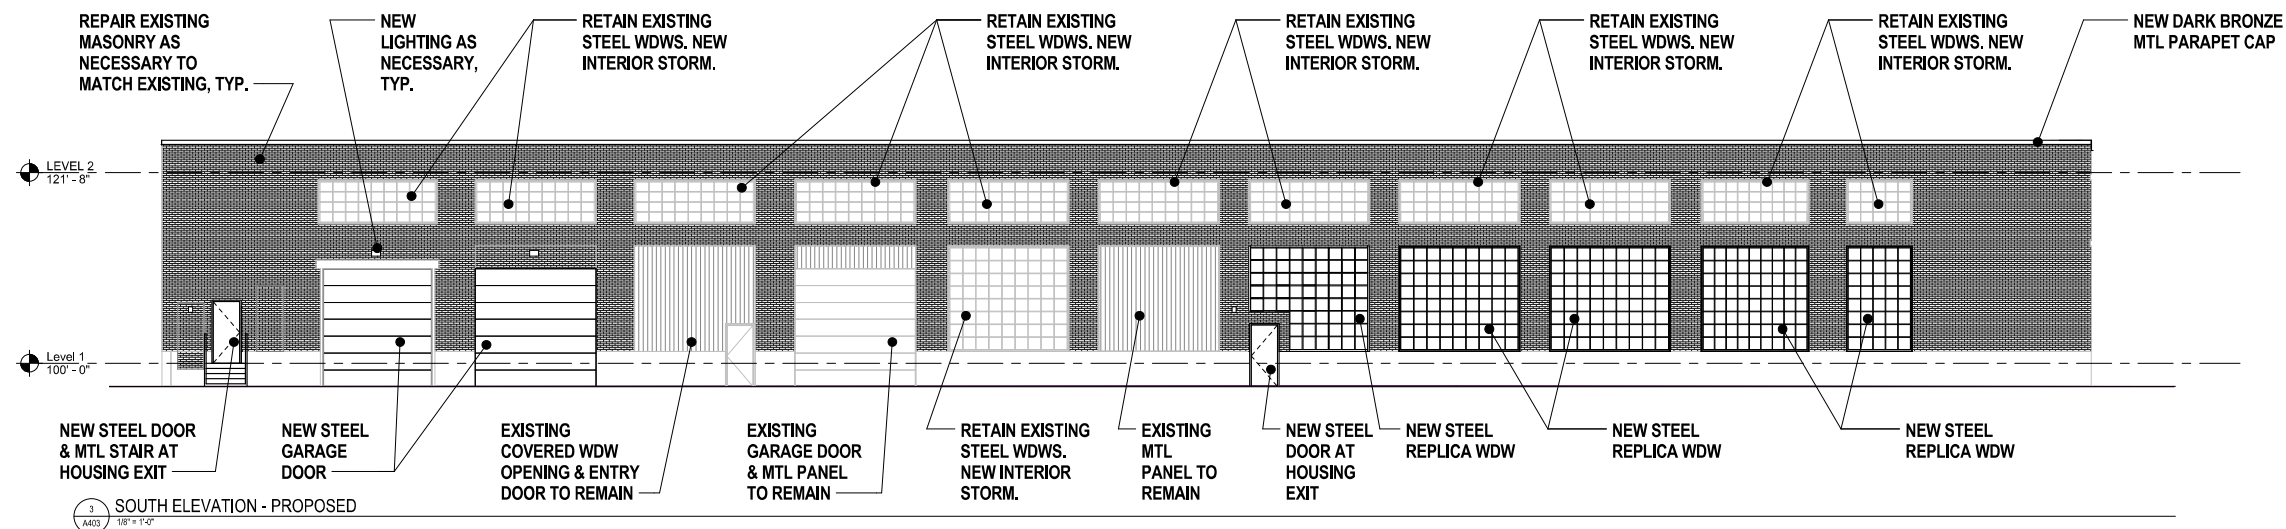 REPAIR EXISTING
MASONRY AS
NECESSARY TO
MATCH EXISTING, TYP.
NEW
LIGHTING AS
NECESSARY,
TYP.
RETAIN EXISTING
STEEL WDWS. NEW
INTERIOR STORM.
RETAIN EXISTING
STEEL WDWS. NEW
INTERIOR STORM.
RETAIN EXISTING
STEEL WDWS. NEW
INTERIOR STORM.
RETAIN EXISTING
STEEL WDWS. NEW
INTERIOR STORM.
RETAIN EXISTING
STEEL WDWS. NEW
INTERIOR STORM.
NEW DARK BRONZE
MTL PARAPET CAP
LEVEL 2
121' - 8"
Level 1
100' - 0"
NEW STEEL DOOR
& MTL STAIR AT
HOUSING EXIT
NEW STEEL
GARAGE
DOOR
EXISTING
COVERED WDW
OPENING & ENTRY
DOOR TO REMAIN
EXISTING
GARAGE DOOR
& MTL PANEL
TO REMAIN
RETAIN EXISTING
STEEL WDWS.
NEW INTERIOR
STORM.
EXISTING
MTL
PANEL TO
REMAIN
NEW STEEL
DOOR AT
HOUSING
EXIT
NEW STEEL
REPLICA WDW
NEW STEEL
REPLICA WDW
NEW STEEL
REPLICA WDW
3
A403
SOUTH ELEVATION - PROPOSED
1/8" = 1'-0"